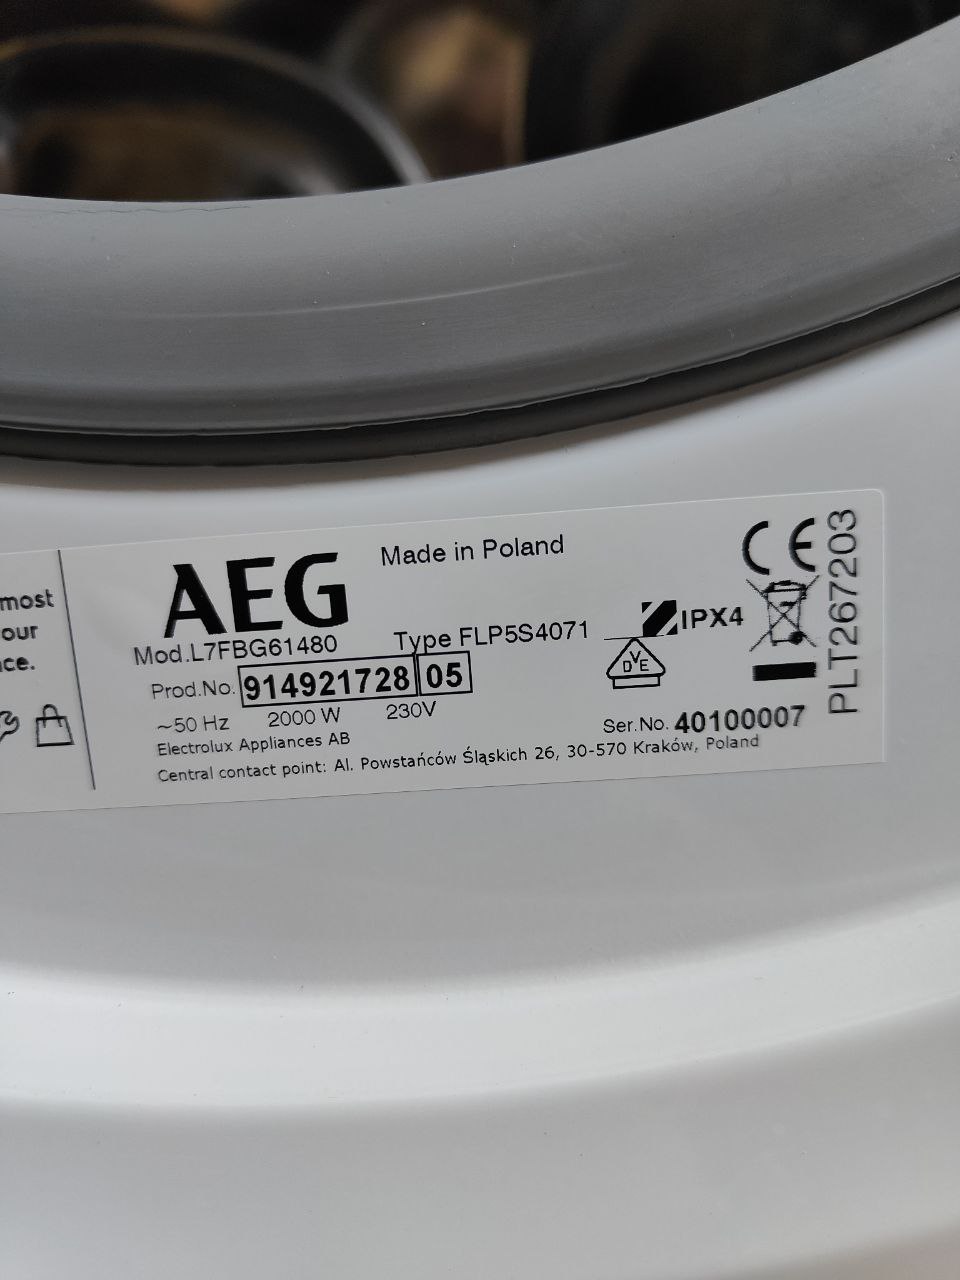 most
our
ce.
AEG
Made in Poland
CE
Mod.L7FBG61480
Type FLP5S4071
IPX4
DVE
Prod.No. 914921728 05
~50 Hz 2000 W 230V
Ser.No. 40100007
Electrolux Appliances AB
Central contact point: Al. Powstańców Śląskich 26, 30-570 Kraków, Poland
PLT267203